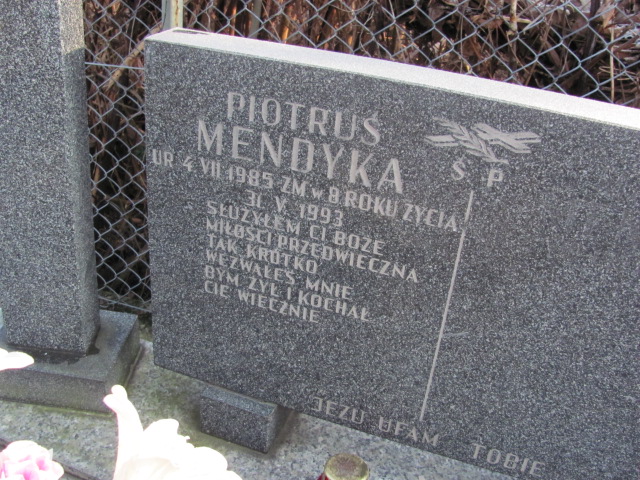 PIOTRUŚ
MENDYKA
Ś. P.
UR 4 VII 1985 ZM W 8 ROKU ŻYCIA
31. V. 1993
SŁUŻYŁEM CI BOŻE
MIŁOŚCI PRZEDWIECZNA
TAK KRÓTKO
WEZWAŁEŚ MNIE
BYM ŻYŁ I KOCHAŁ
CIĘ WIECZNIE
JEZU UFAM TOBIE